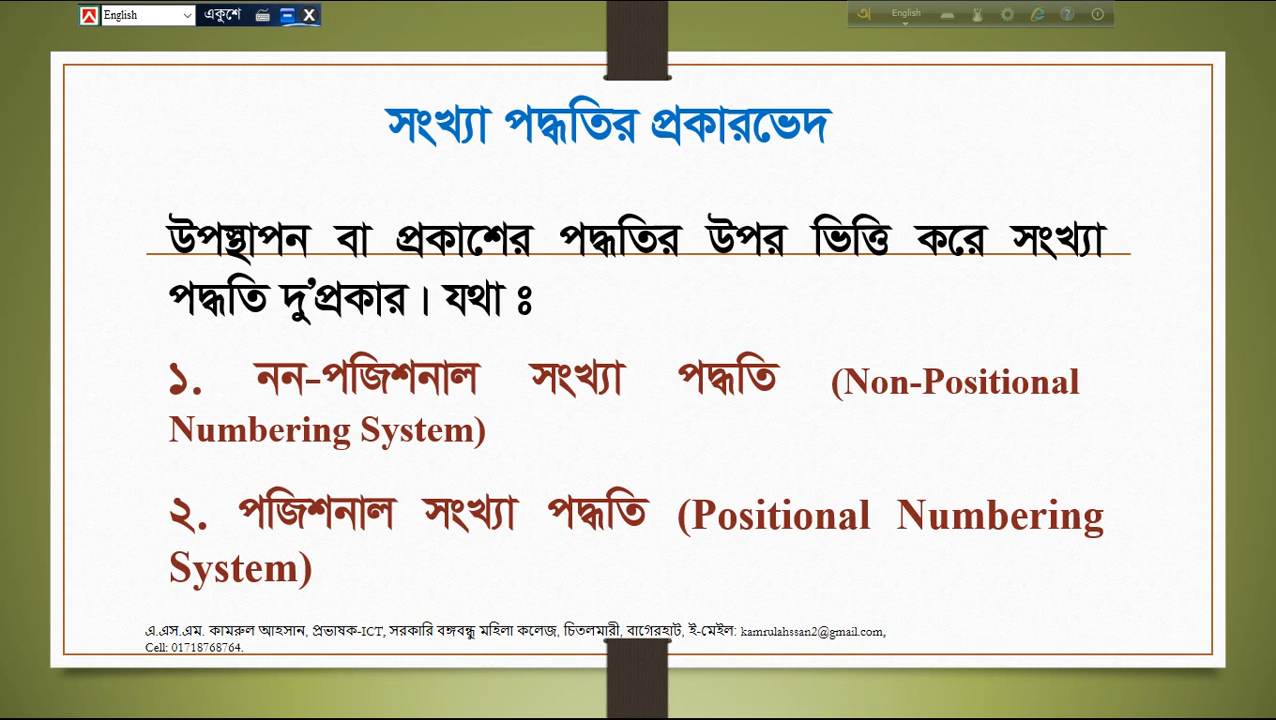 English
একুশে
English
সংখ্যা পদ্ধতির প্রকারভেদ
উপস্থাপন বা প্রকাশের পদ্ধতির উপর ভিত্তি করে সংখ্যা
পদ্ধতি দু’প্রকার। যথা ঃ
১. নন-পজিশনাল সংখ্যা পদ্ধতি (Non-Positional
Numbering System)
২. পজিশনাল সংখ্যা পদ্ধতি (Positional Numbering
System)
এ.এস.এম. কামরুল আহসান, প্রভাষক-ICT, সরকারি বঙ্গবন্ধু মহিলা কলেজ, চিতলমারী, বাগেরহাট, ই-মেইল: kamrulahssan2@gmail.com,
Cell: 01718768764.